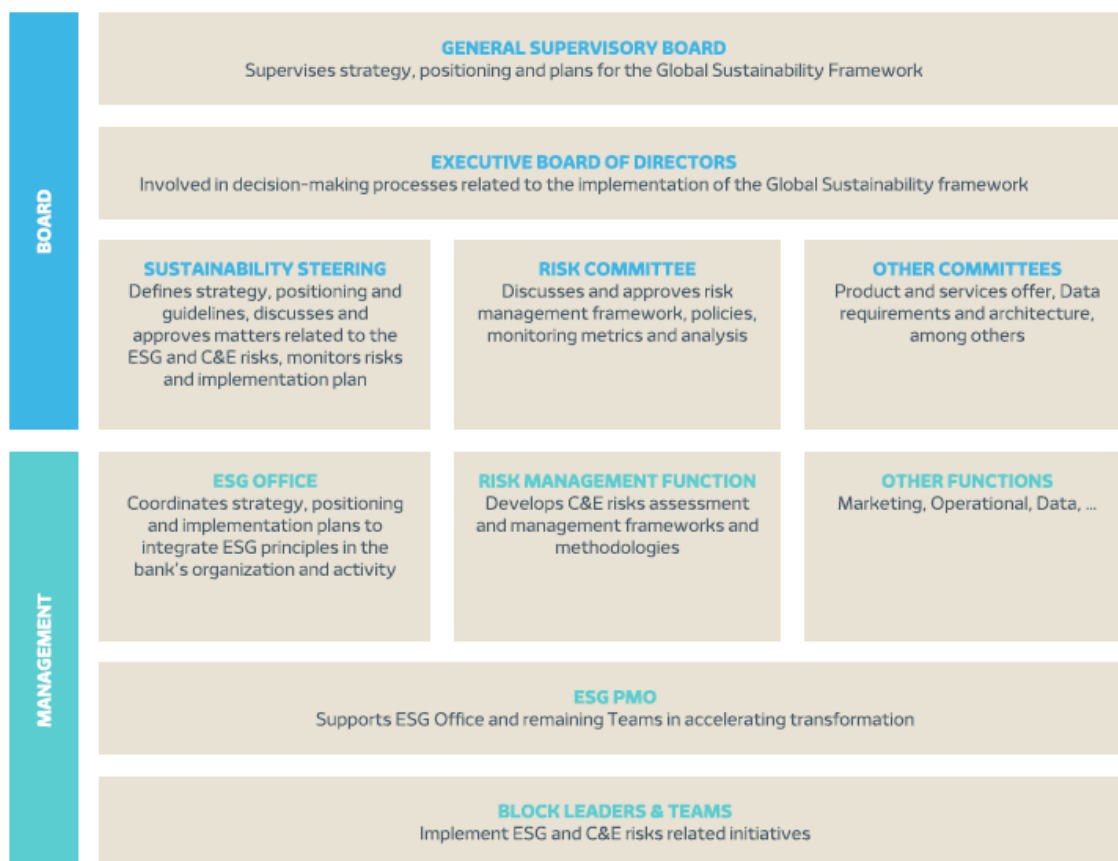 BOARD
GENERAL SUPERVISORY BOARD
Supervises strategy, positioning and plans for the Global Sustainability Framework
EXECUTIVE BOARD OF DIRECTORS
Involved in decision-making processes related to the implementation of the Global Sustainability framework
SUSTAINABILITY STEERING
Defines strategy, positioning and
guidelines, discusses and
approves matters related to the
ESG and C&E risks, monitors risks
and implementation plan
RISK COMMITTEE
Discusses and approves risk
management framework, policies,
monitoring metrics and analysis
OTHER COMMITTEES
Product and services offer, Data
requirements and architecture,
among others
MANAGEMENT
ESG OFFICE
Coordinates strategy, positioning
and implementation plans to
integrate ESG principles in the
bank's organization and activity
RISK MANAGEMENT FUNCTION
Develops C&E risks assessment
and management frameworks and
methodologies
OTHER FUNCTIONS
Marketing, Operational, Data, ...
ESG PMO
Supports ESG Office and remaining Teams in accelerating transformation
BLOCK LEADERS & TEAMS
Implement ESG and C&E risks related initiatives